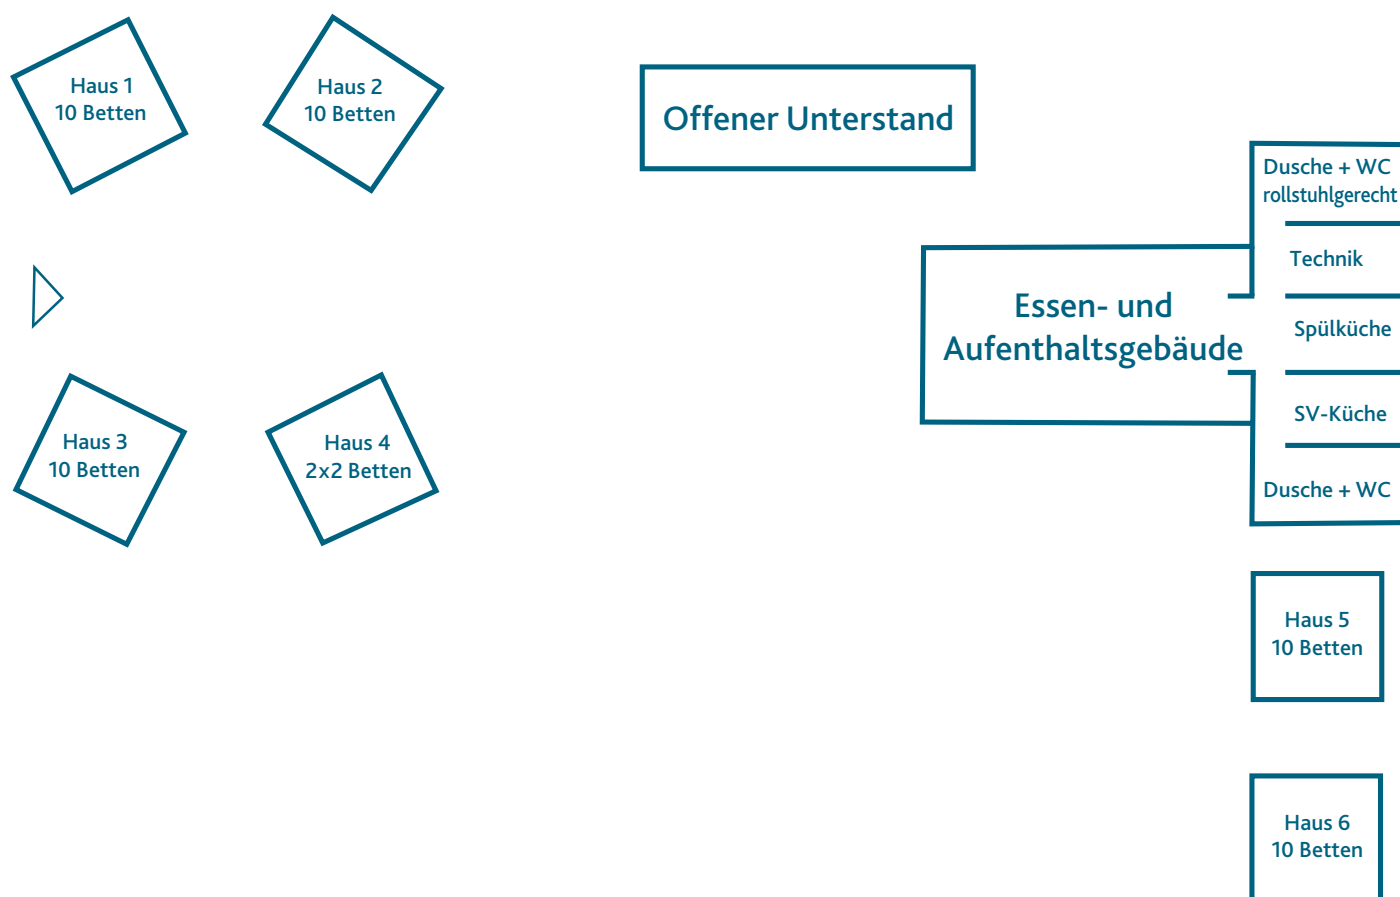 Haus 1
10 Betten
Haus 2
10 Betten
Offener Unterstand
Dusche + WC
rollstuhlgerecht
Technik
Essen- und
Aufenthaltsgebäude
Spülküche
SV-Küche
Dusche + WC
Haus 3
10 Betten
Haus 4
2x2 Betten
Haus 5
10 Betten
Haus 6
10 Betten